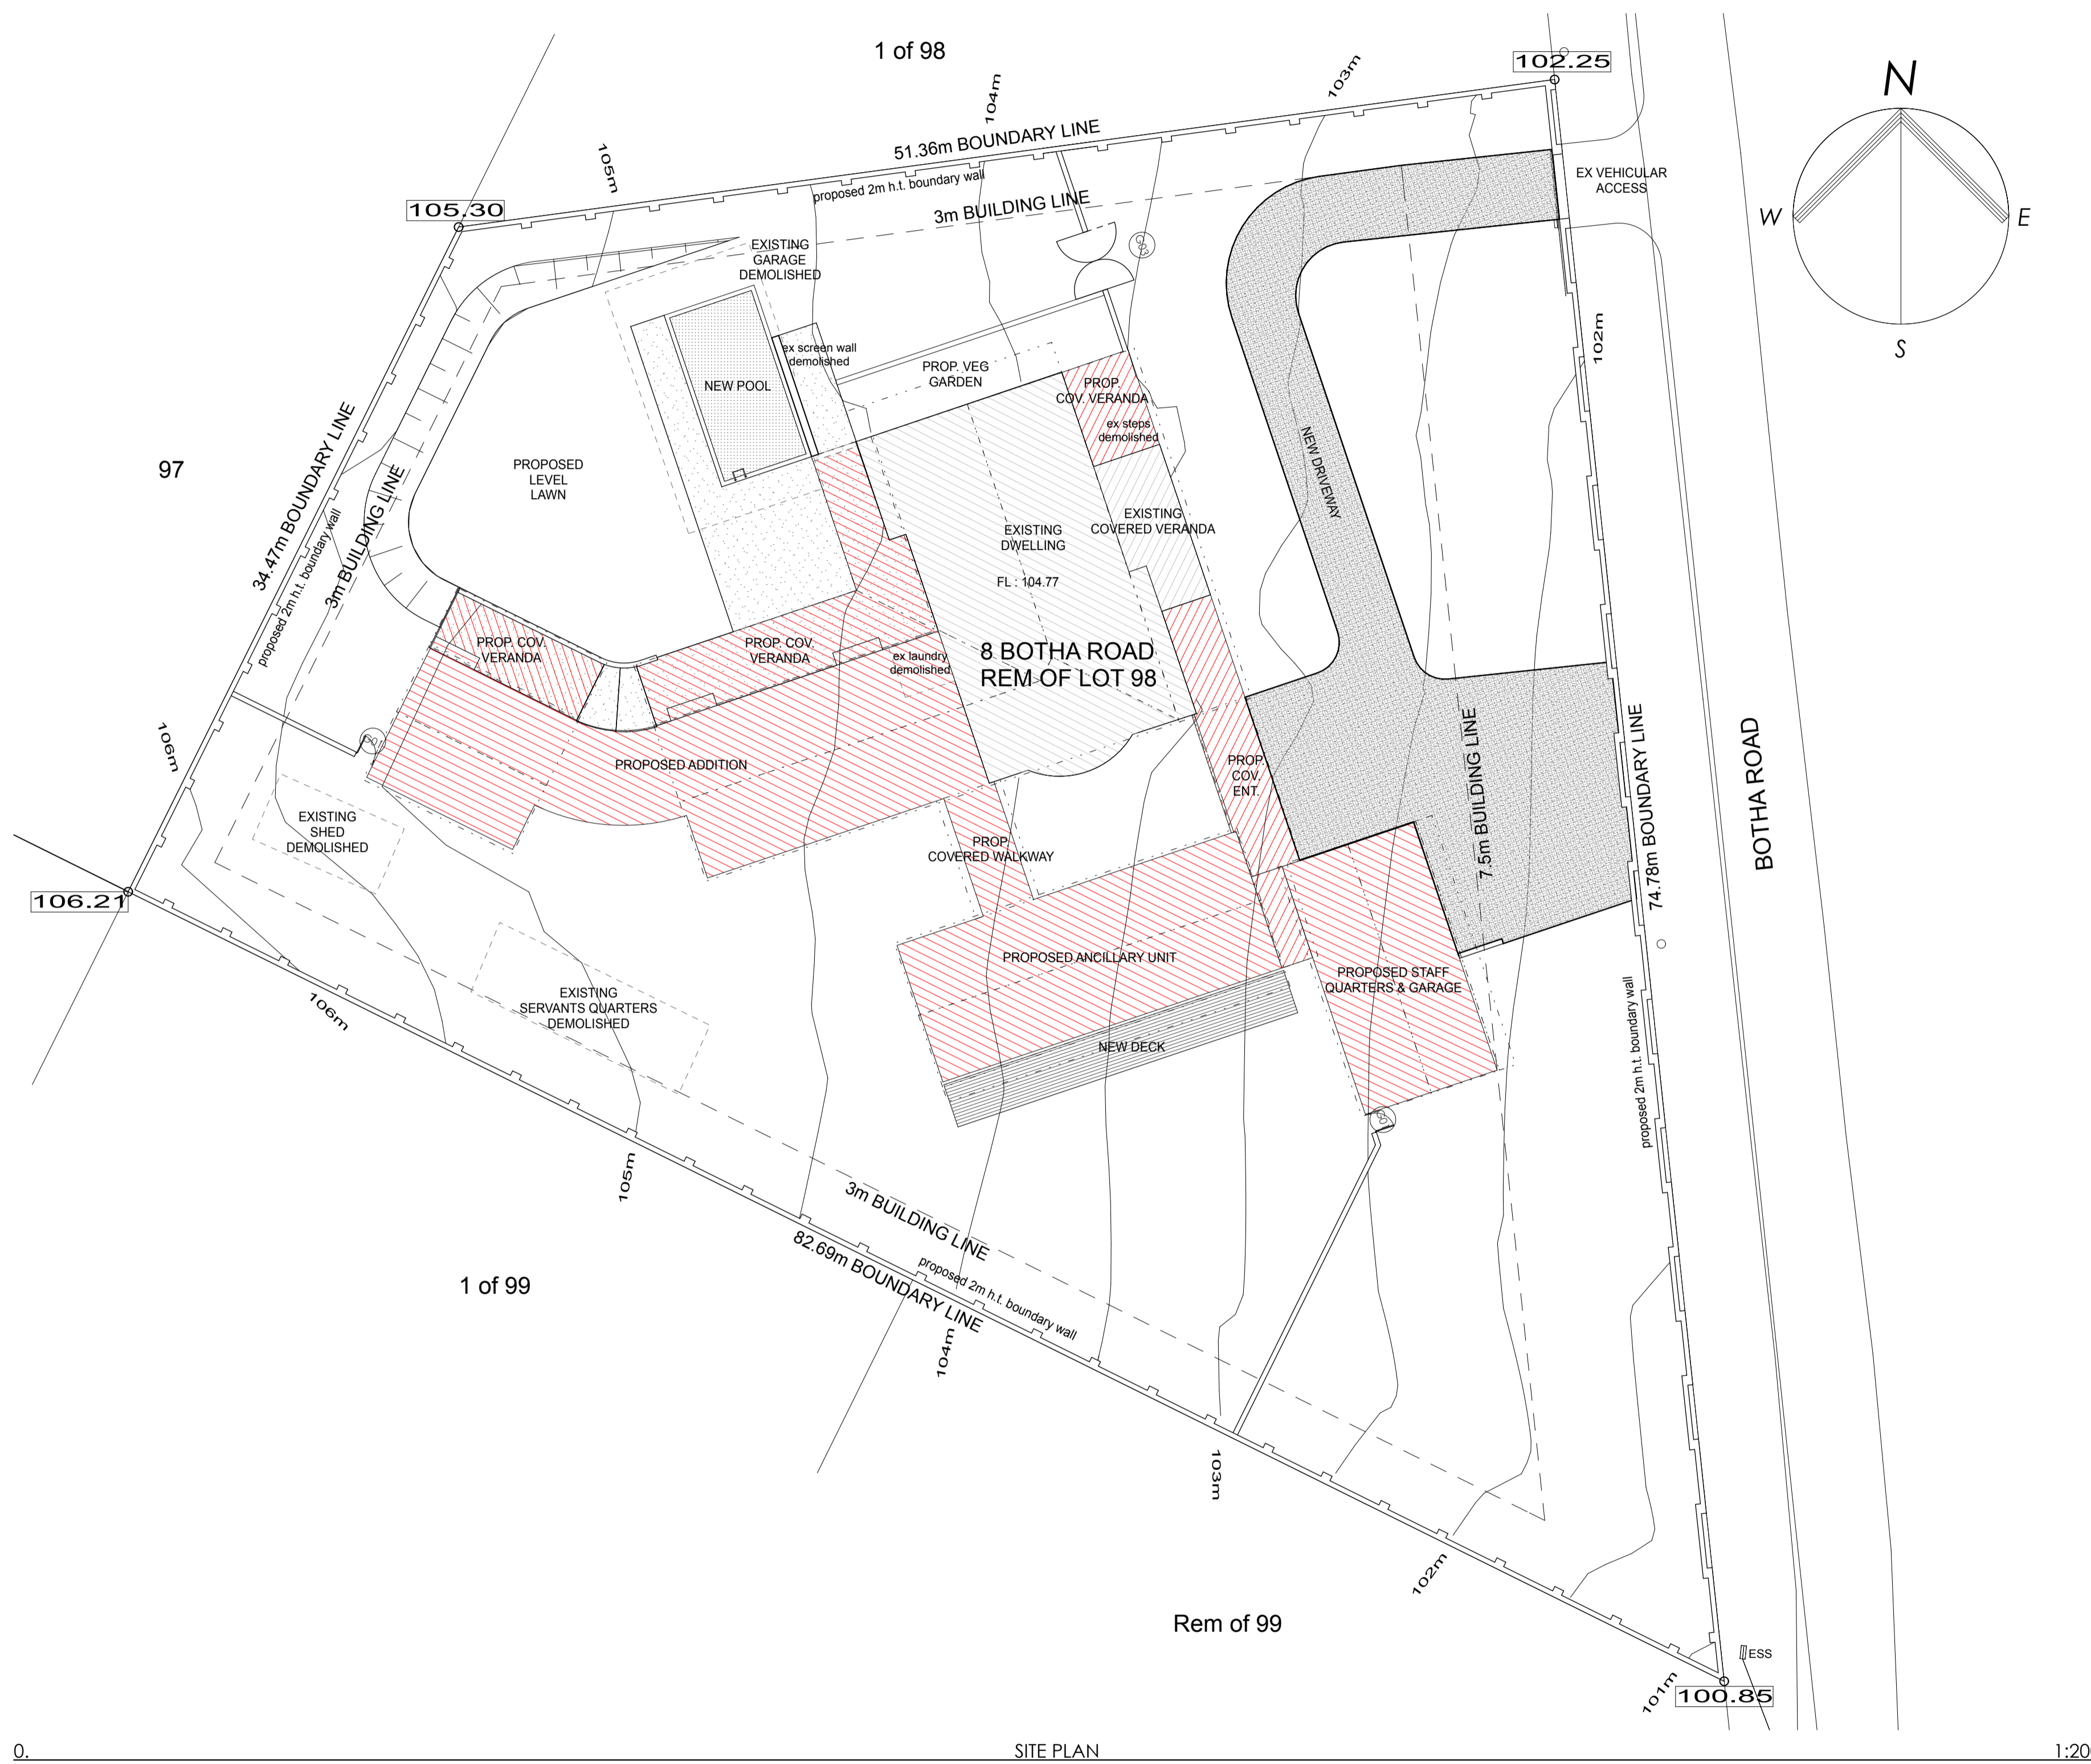 1 of 98
102.25
N
103m
104m
51.36m BOUNDARY LINE
105m
proposed 2m h.t. boundary wall
EX VEHICULAR
ACCESS
105.30
3m BUILDING LINE
W
E
S
EXISTING
GARAGE
DEMOLISHED
G03
102m
ex screen wall
demolished
NEW POOL
PROP. VEG
GARDEN
PROP.
COV. VERANDA
ex steps
demolished
97
34.47m BOUNDARY LINE
PROPOSED
LEVEL
LAWN
3m BUILDING LINE
proposed 2m h.t. boundary wall
NEW DRIVEWAY
EXISTING
COVERED VERANDA
EXISTING
DWELLING
FL : 104.77
PROP. COV.
VERANDA
PROP. COV.
VERANDA
ex laundry
demolished
8 BOTHA ROAD
REM OF LOT 98
106m
G01
PROPOSED ADDITION
PROP.
COV.
ENT.
7.5m BUILDING LINE
74.78m BOUNDARY LINE
BOTHA ROAD
EXISTING
SHED
DEMOLISHED
PROP.
COVERED WALKWAY
106.21
PROPOSED ANCILLARY UNIT
PROPOSED STAFF
QUARTERS & GARAGE
106m
EXISTING
SERVANTS QUARTERS
DEMOLISHED
NEW DECK
proposed 2m h.t. boundary wall
105m
3m BUILDING LINE
82.69m BOUNDARY LINE
proposed 2m h.t. boundary wall
1 of 99
104m
103m
102m
Rem of 99
ESS
101m
100.85
0.
SITE PLAN
1:20